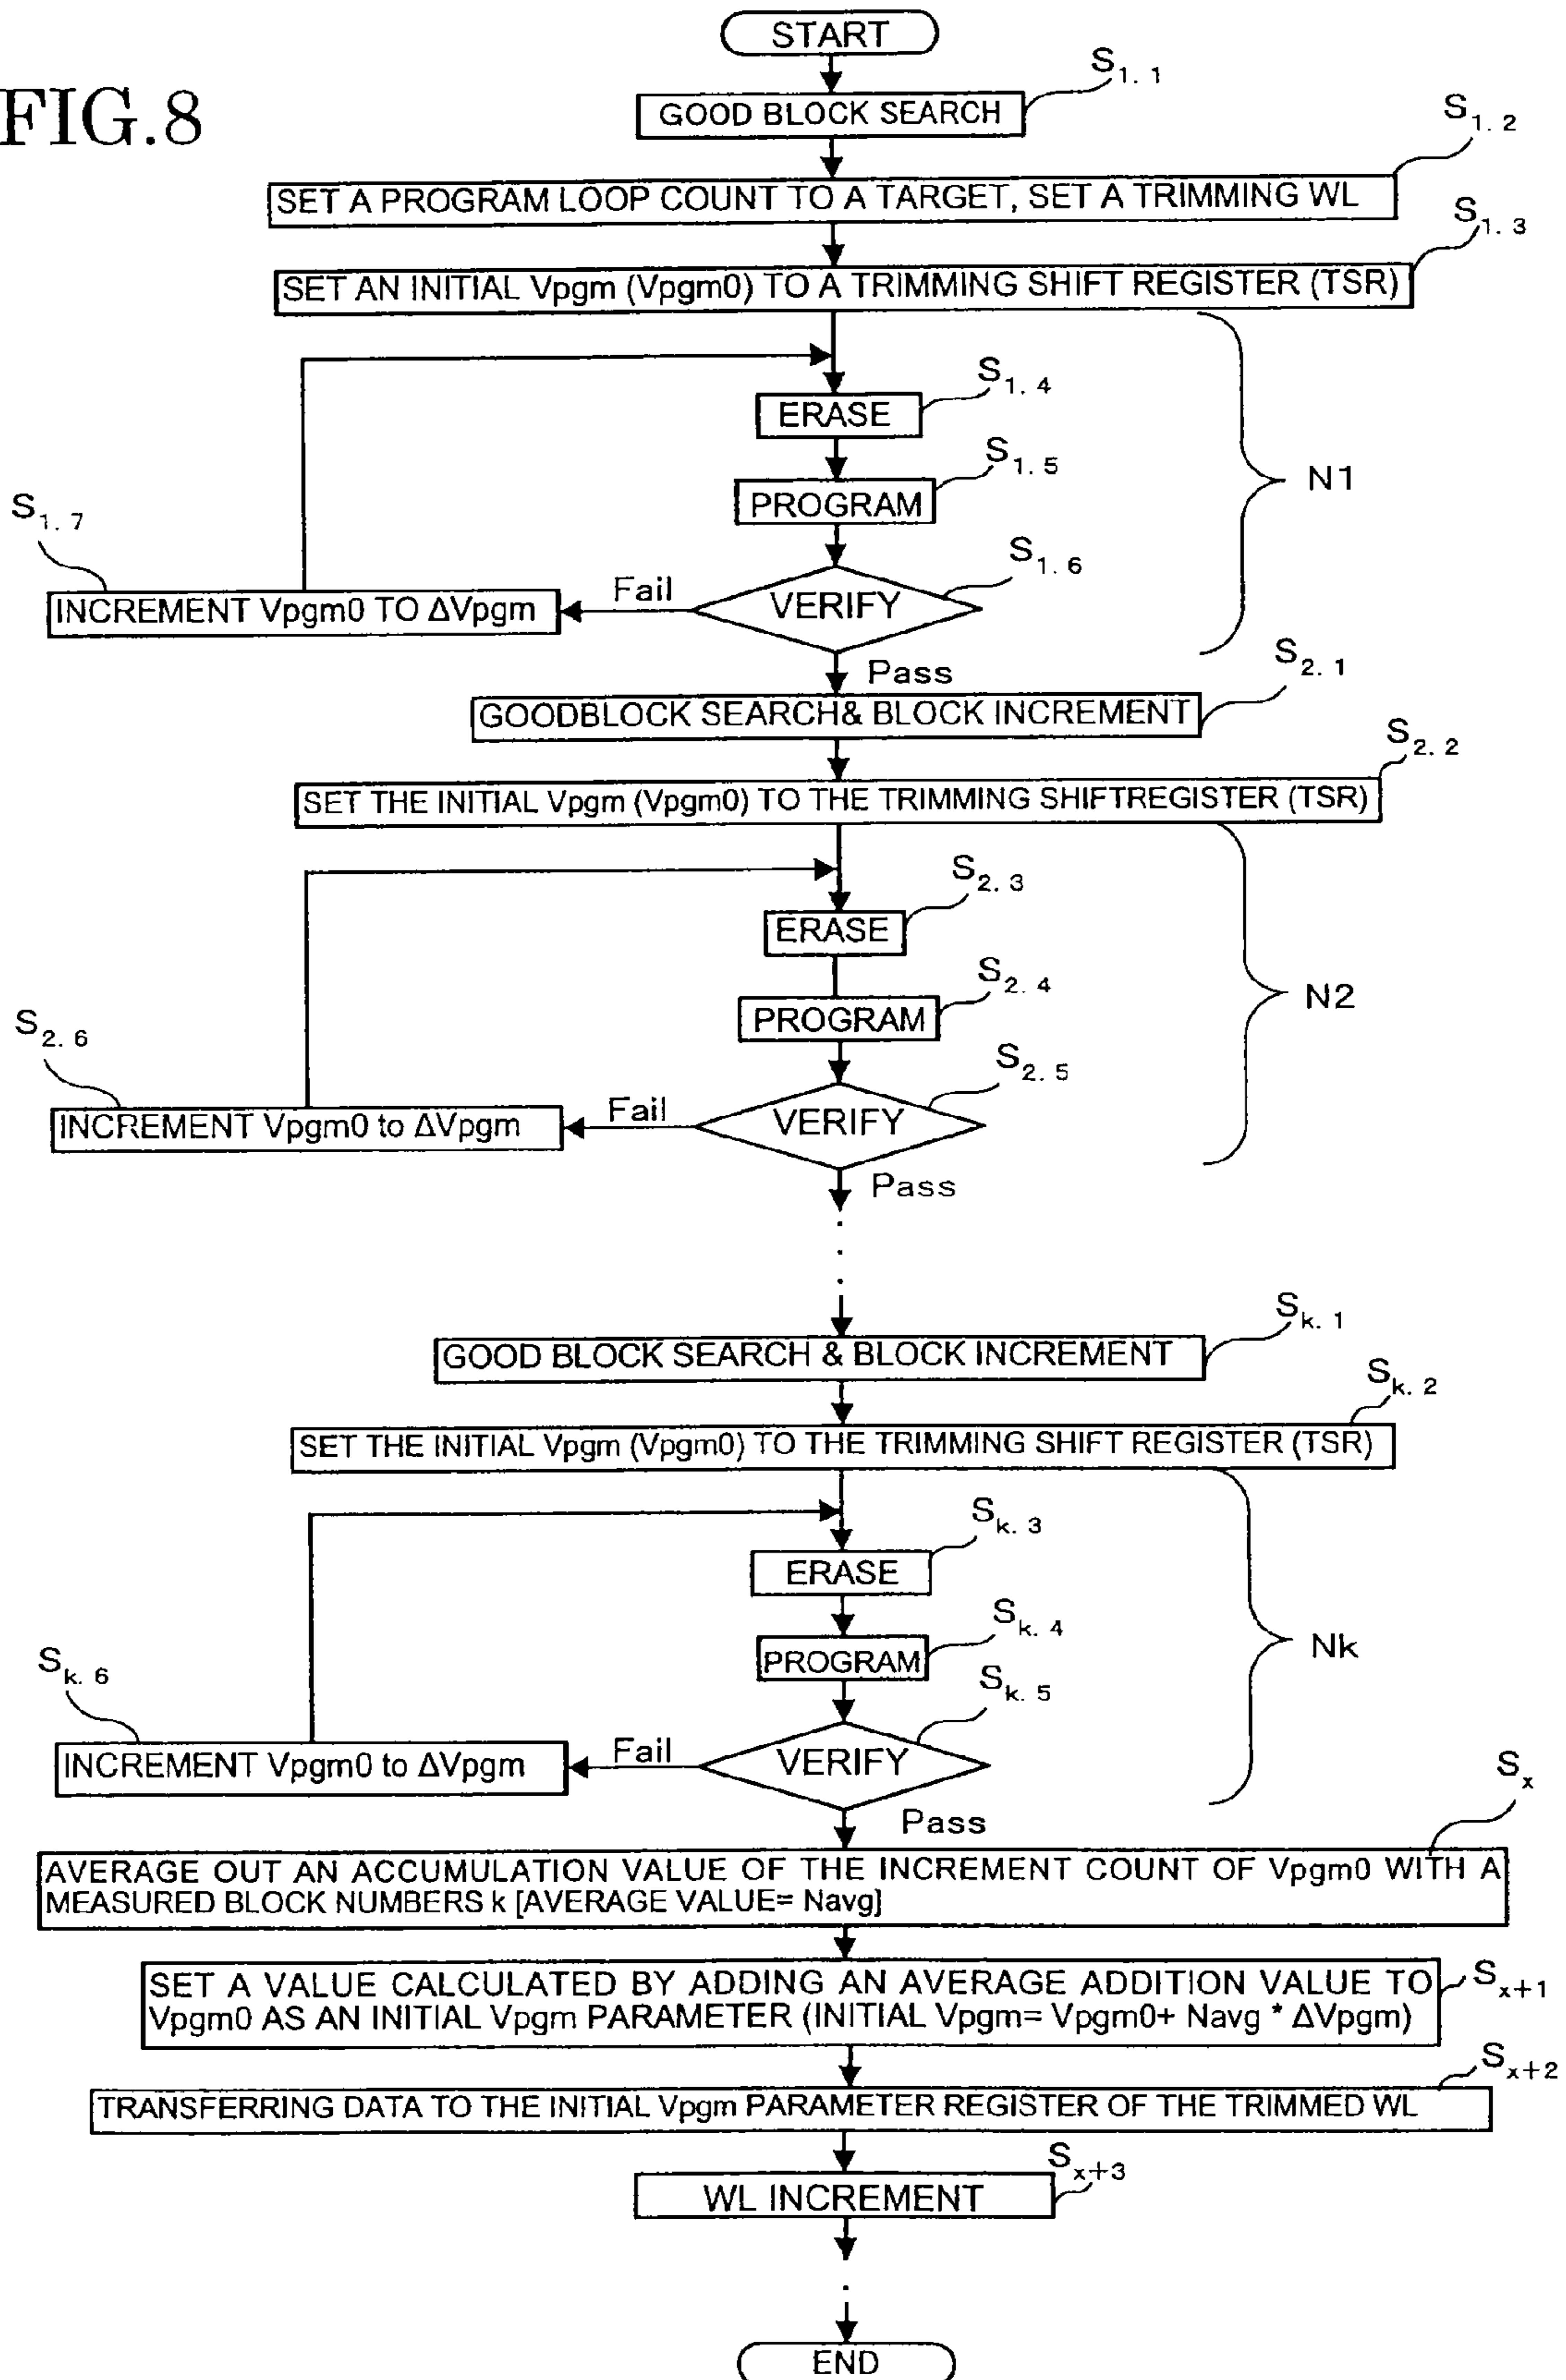 FIG.8
START
S1.1
GOOD BLOCK SEARCH
S1.2
SET A PROGRAM LOOP COUNT TO A TARGET, SET A TRIMMING WL
S1.3
SET AN INITIAL Vpgm (Vpgm0) TO A TRIMMING SHIFT REGISTER (TSR)
S1.4
ERASE
S1.5
PROGRAM
N1
S1.7
S1.6
INCREMENT Vpgm0 TO ΔVpgm
Fail
VERIFY
Pass
S2.1
GOODBLOCK SEARCH& BLOCK INCREMENT
S2.2
SET THE INITIAL Vpgm (Vpgm0) TO THE TRIMMING SHIFTREGISTER (TSR)
S2.3
ERASE
S2.4
PROGRAM
N2
S2.6
S2.5
INCREMENT Vpgm0 to ΔVpgm
Fail
VERIFY
Pass
Sk.1
GOOD BLOCK SEARCH & BLOCK INCREMENT
Sk.2
SET THE INITIAL Vpgm (Vpgm0) TO THE TRIMMING SHIFT REGISTER (TSR)
Sk.3
ERASE
Sk.4
PROGRAM
Nk
Sk.6
Sk.5
INCREMENT Vpgm0 to ΔVpgm
Fail
VERIFY
Pass
Sx
AVERAGE OUT AN ACCUMULATION VALUE OF THE INCREMENT COUNT OF Vpgm0 WITH A
MEASURED BLOCK NUMBERS k [AVERAGE VALUE= Navg]
SET A VALUE CALCULATED BY ADDING AN AVERAGE ADDITION VALUE TO
Vpgm0 AS AN INITIAL Vpgm PARAMETER (INITIAL Vpgm= Vpgm0+ Navg * ΔVpgm)
Sx+1
Sx+2
TRANSFERRING DATA TO THE INITIAL Vpgm PARAMETER REGISTER OF THE TRIMMED WL
Sx+3
WL INCREMENT
END